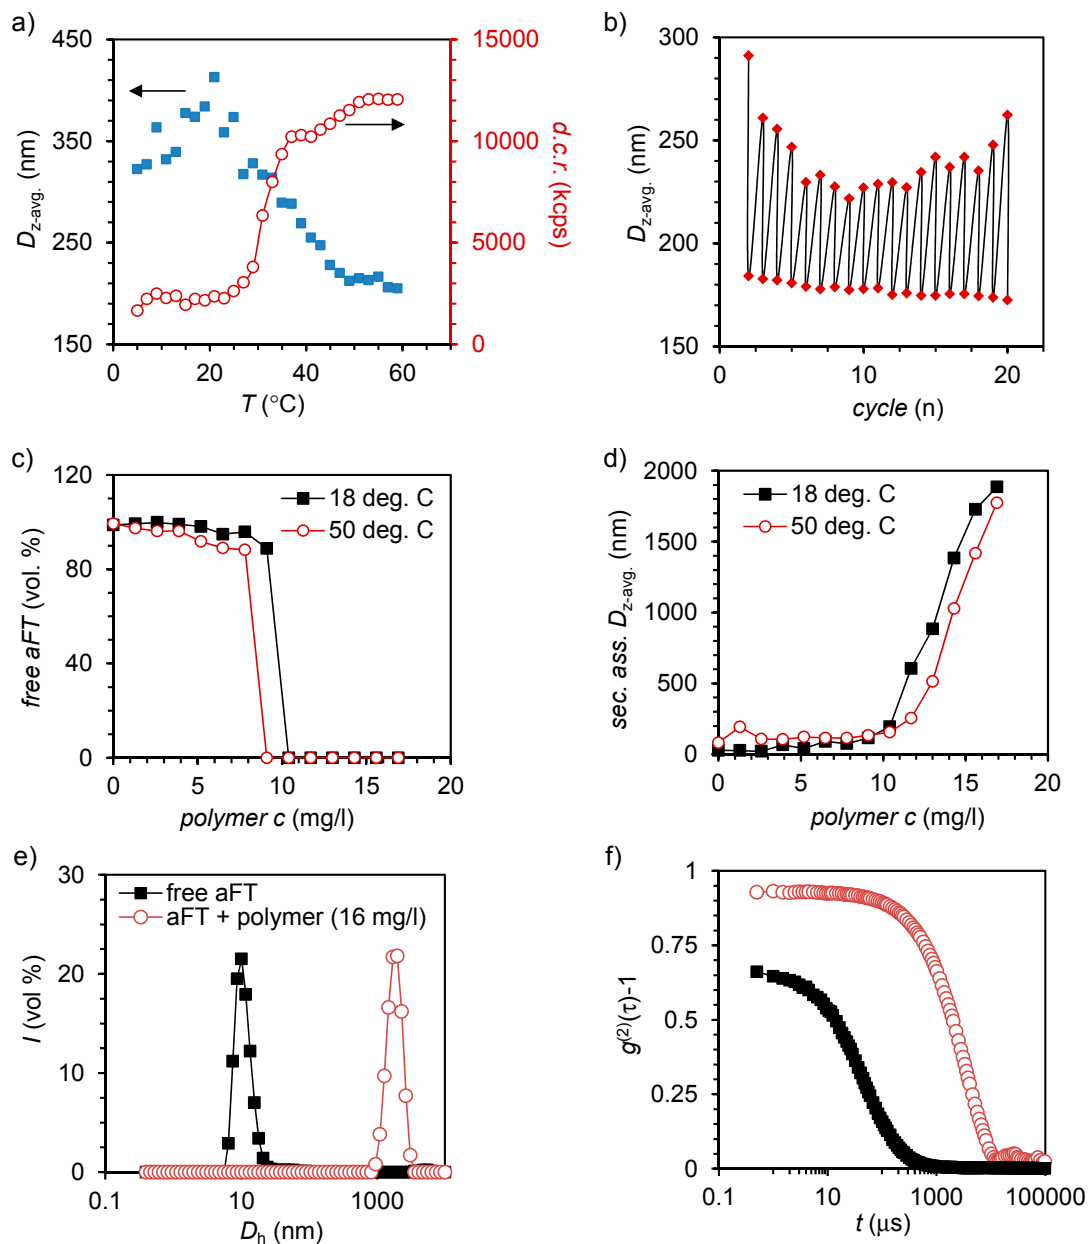 a)
450
350
250
150
D z-avg. (nm)
0
20
40
60
T (°C)
15000
10000
5000
0
d.c.r. (kcps)
b)
300
250
200
150
D z-avg. (nm)
0
5
10
15
20
cycle (n)
c)
120
80
40
0
free aFT (vol. %)
18 deg. C
50 deg. C
0
5
10
15
20
polymer c (mg/l)
d)
2000
1500
1000
500
0
sec. ass. D z-avg. (nm)
18 deg. C
50 deg. C
0
5
10
15
20
polymer c (mg/l)
e)
30
20
10
0
I (vol %)
free aFT
aFT + polymer (16 mg/l)
0.1
10
1000
Dh (nm)
f)
1
0.75
0.5
0.25
0
g(2)(τ)-1
0.1
10
1000
100000
t (μs)